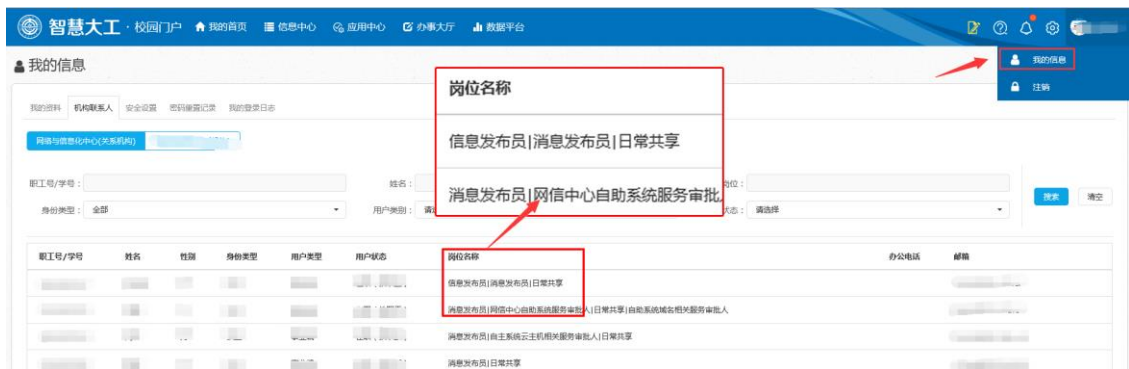 智慧大工·校园门户 我的首页 信息中心 应用中心 办事大厅 数据平台
我的信息
注销
我的信息
我的资料 机构联系人 安全设置 密码重置记录 我的登录日志
网络与信息化中心(关系机构)
岗位名称
信息发布员|消息发布员|日常共享
消息发布员|网信中心自助系统服务审批
职工号/学号: 姓名: 岗位:
身份类型: 全部 用户类别: 状态: 请选择
搜索 清空
职工号/学号 姓名 性别 身份类型 用户类型 用户状态 岗位名称 办公电话 邮箱
信息发布员|消息发布员|日常共享
消息发布员|网信中心自助系统服务审批人|日常共享|自助系统域名相关服务审批人
消息发布员|自主系统云主机相关服务审批人|日常共享
消息发布员|日常共享